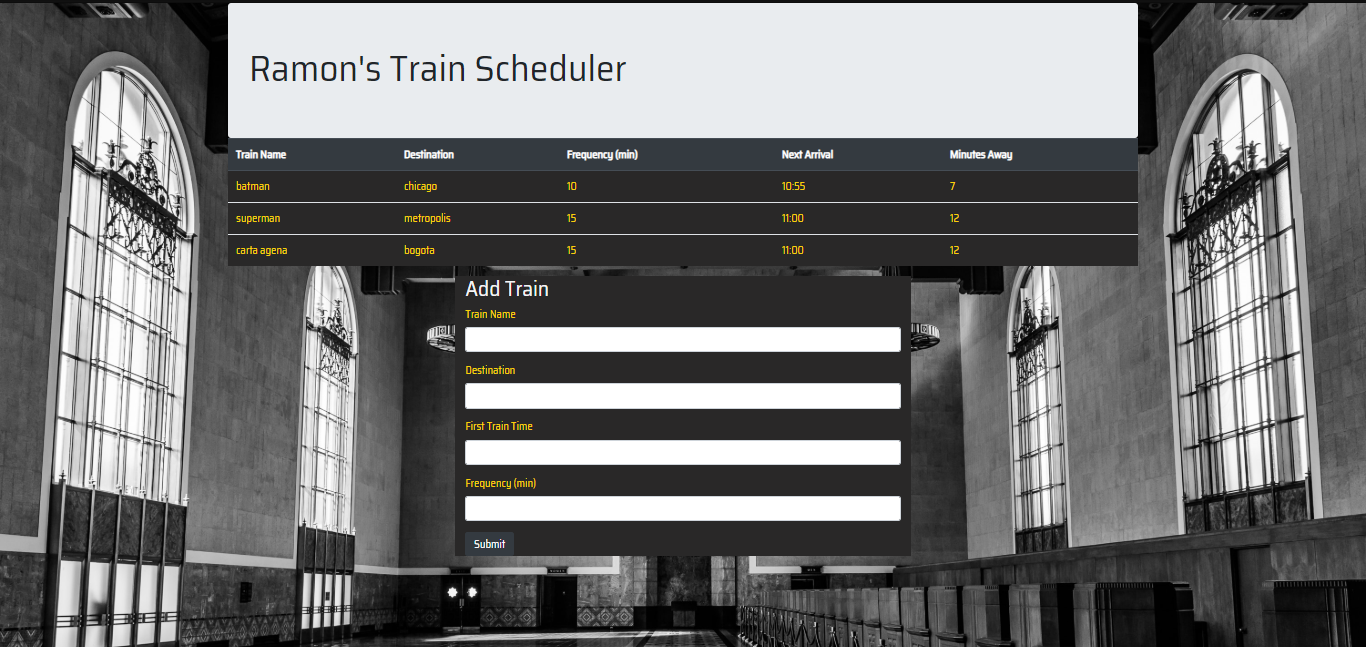 Ramon's Train Scheduler
Train Name Destination Frequency (min) Next Arrival Minutes Away
batman chicago 10 10:55 7
superman metropolis 15 11:00 12
carta agena bogota 15 11:00 12
Add Train
Train Name
Destination
First Train Time
Frequency (min)
Submit